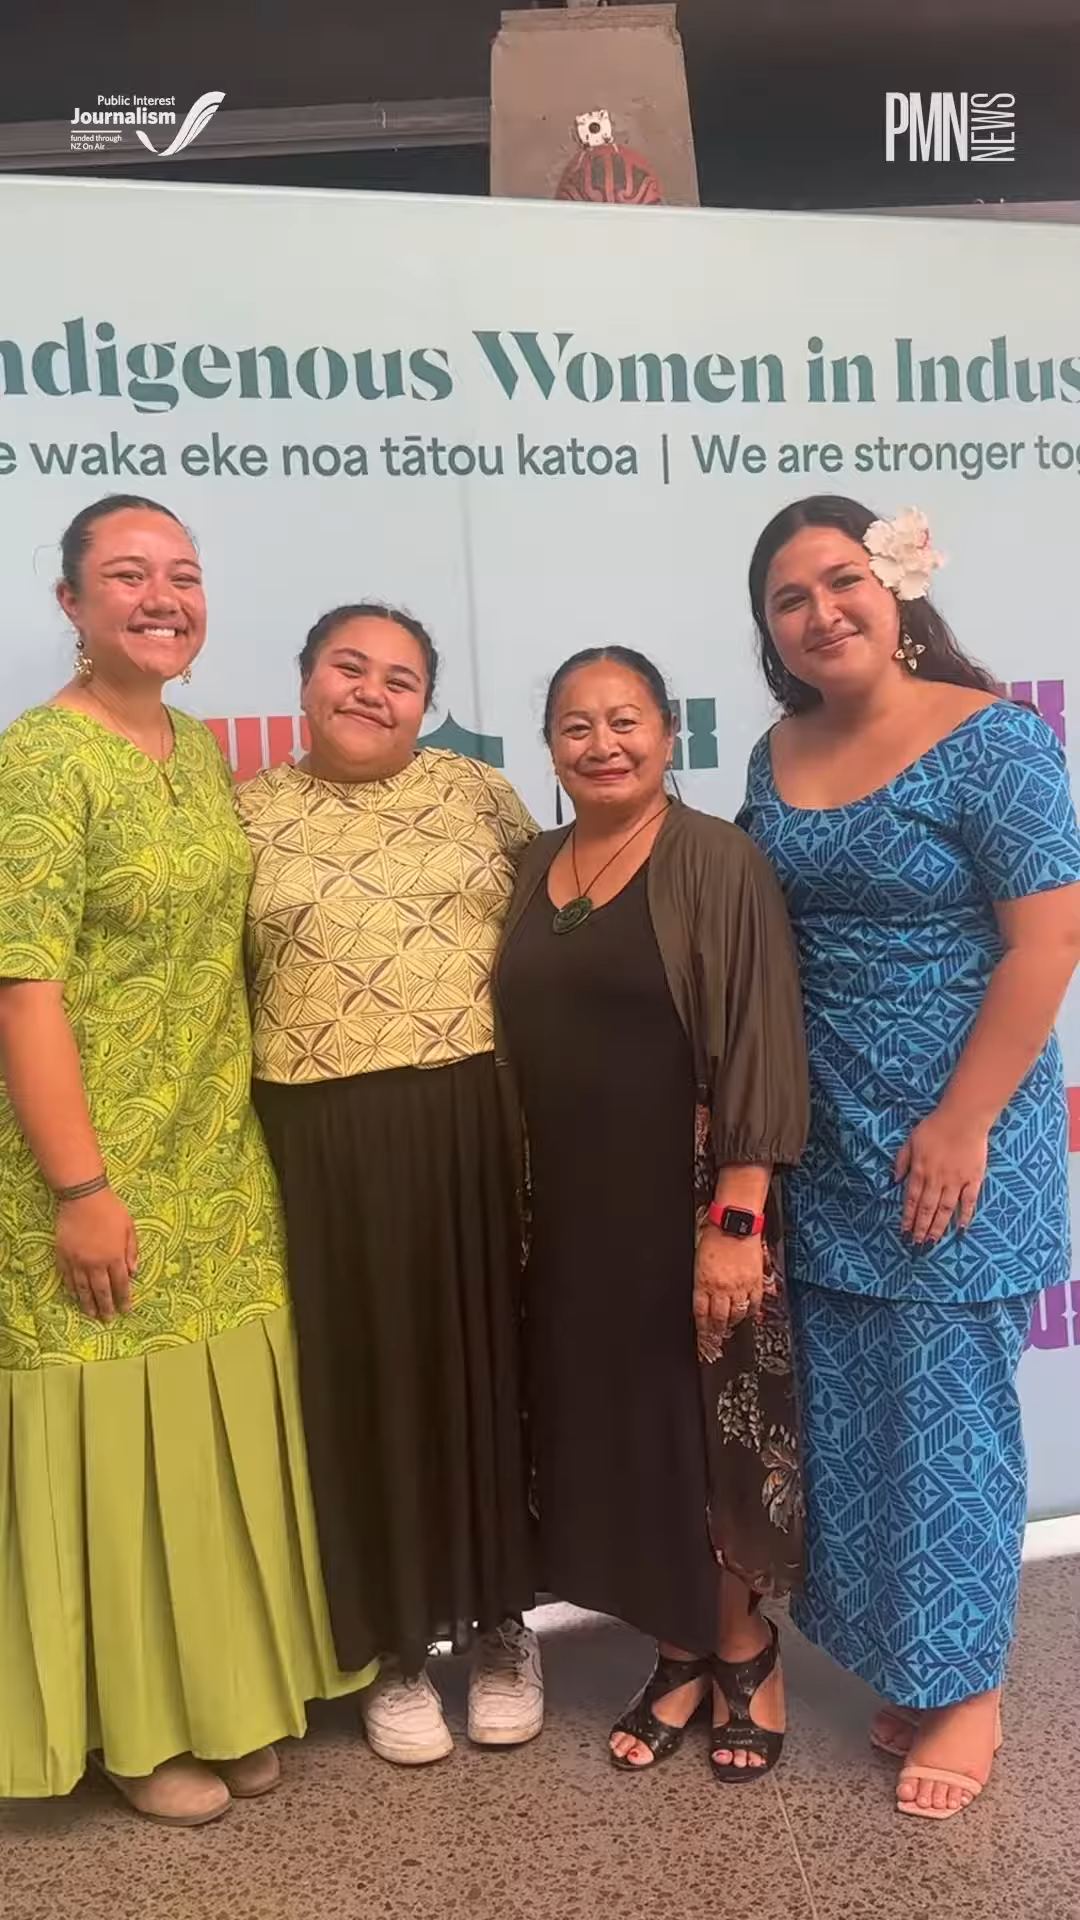 Public Interest
Journalism
funded through
NZ On Air
PMN NEWS
ndigenous Women in Indus
e waka eke noa tātou katoa | We are stronger tog